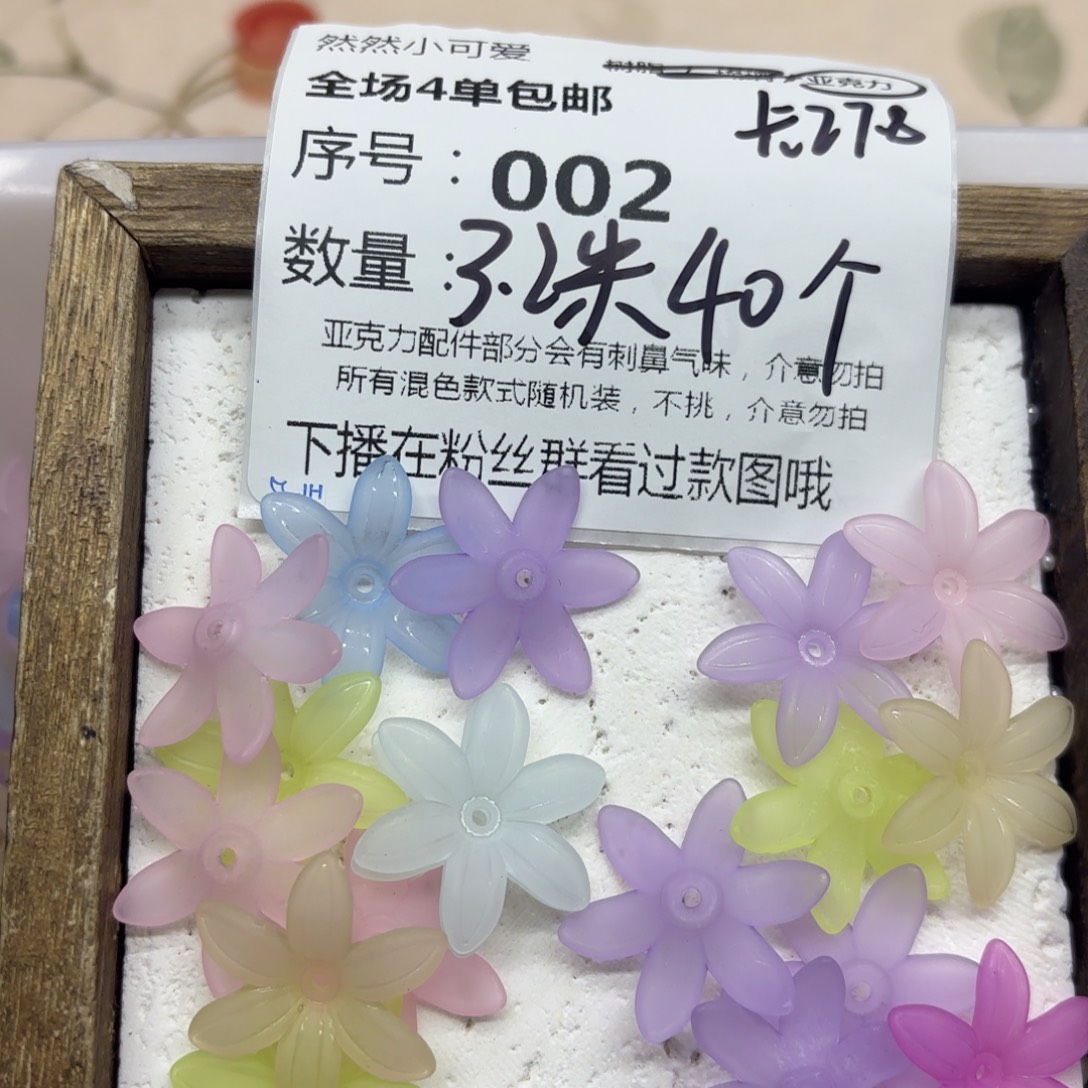 然然小可爱
亚克力
全场4单包邮
卡278
序号：002
数量：3.2珠40个
亚克力配件部分会有刺鼻气味，介意勿拍
所有混色款式随机装，不挑，介意勿拍
下播在粉丝群看过款图哦